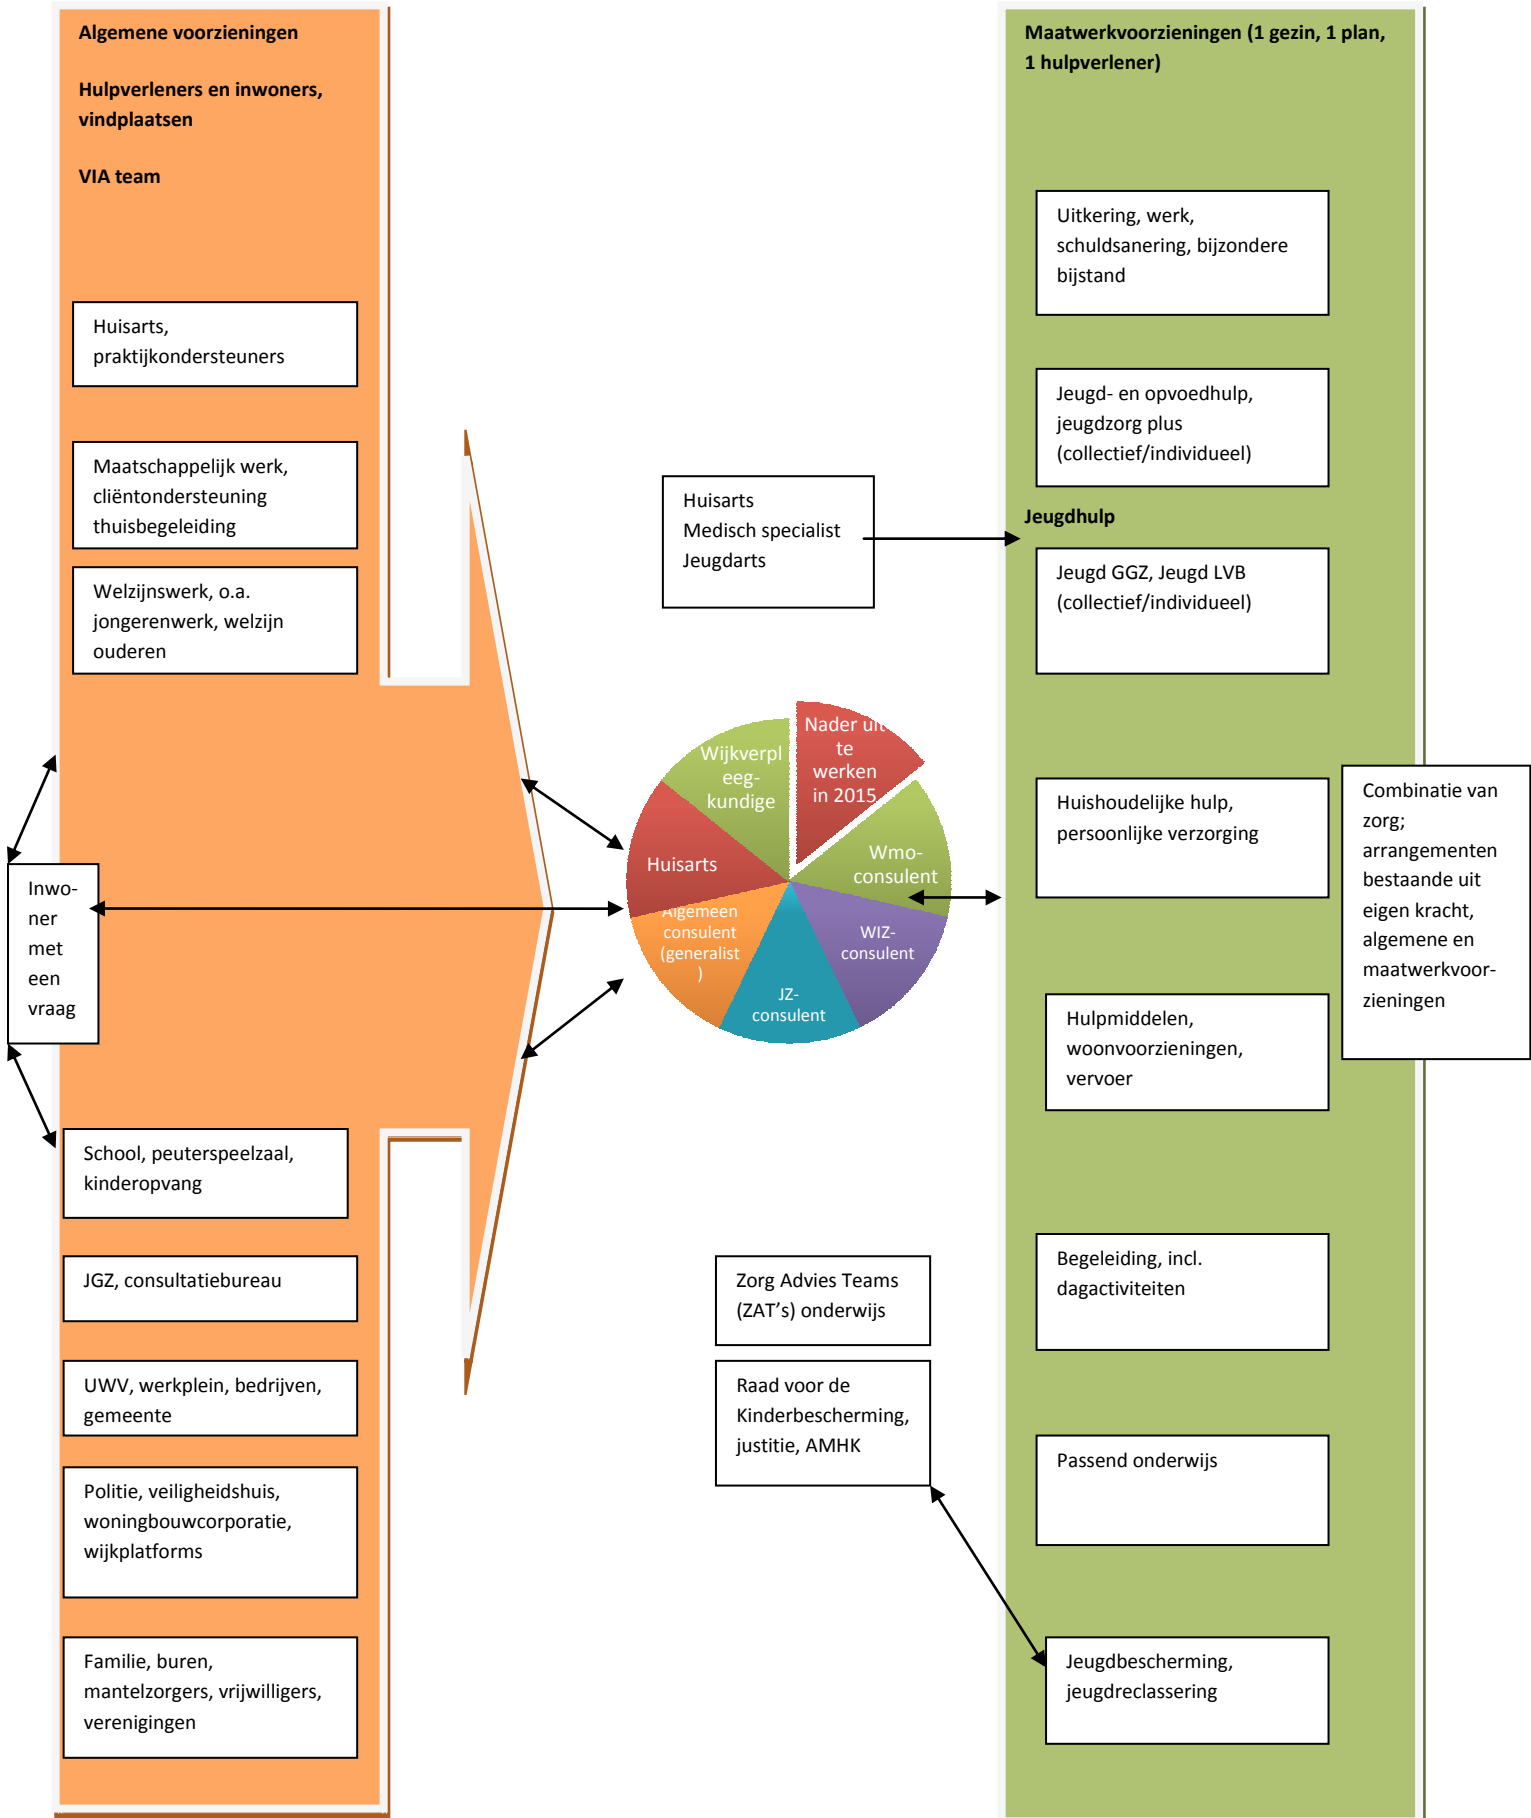 Algemene voorzieningen
Hulpverleners en inwoners,
vindplaatsen
VIA team
Huisarts,
praktijkondersteuners
Maatschappelijk werk,
cliëntondersteuning
thuisbegeleiding
Welzijnswerk, o.a.
jongerenwerk, welzijn
ouderen
Inwo-
ner
met
een
vraag
School, peuterspeelzaal,
kinderopvang
JGZ, consultatiebureau
UWV, werkplein, bedrijven,
gemeente
Politie, veiligheidshuis,
woningbouwcorporatie,
wijkplatforms
Familie, buren,
mantelzorgers, vrijwilligers,
verenigingen
Huisarts
Medisch specialist
Jeugdarts
Nader uit
te
werken
in 2015
Wmo-
consulent
WIZ-
consulent
JZ-
consulent
Algemeen
consulent
(generalist
)
Huisarts
Wijkverpl
eeg-
kundige
Zorg Advies Teams
(ZAT's) onderwijs
Raad voor de
Kinderbescherming,
justitie, AMHK
Maatwerkvoorzieningen (1 gezin, 1 plan,
1 hulpverlener)
Uitkering, werk,
schuldsanering, bijzondere
bijstand
Jeugd- en opvoedhulp,
jeugdzorg plus
(collectief/individueel)
Jeugdhulp
Jeugd GGZ, Jeugd LVB
(collectief/individueel)
Huishoudelijke hulp,
persoonlijke verzorging
Hulpmiddelen,
woonvoorzieningen,
vervoer
Begeleiding, incl.
dagactiviteiten
Passend onderwijs
Jeugdbescherming,
jeugdreclassering
Combinatie van
zorg;
arrangementen
bestaande uit
eigen kracht,
algemene en
maatwerkvoor-
zieningen